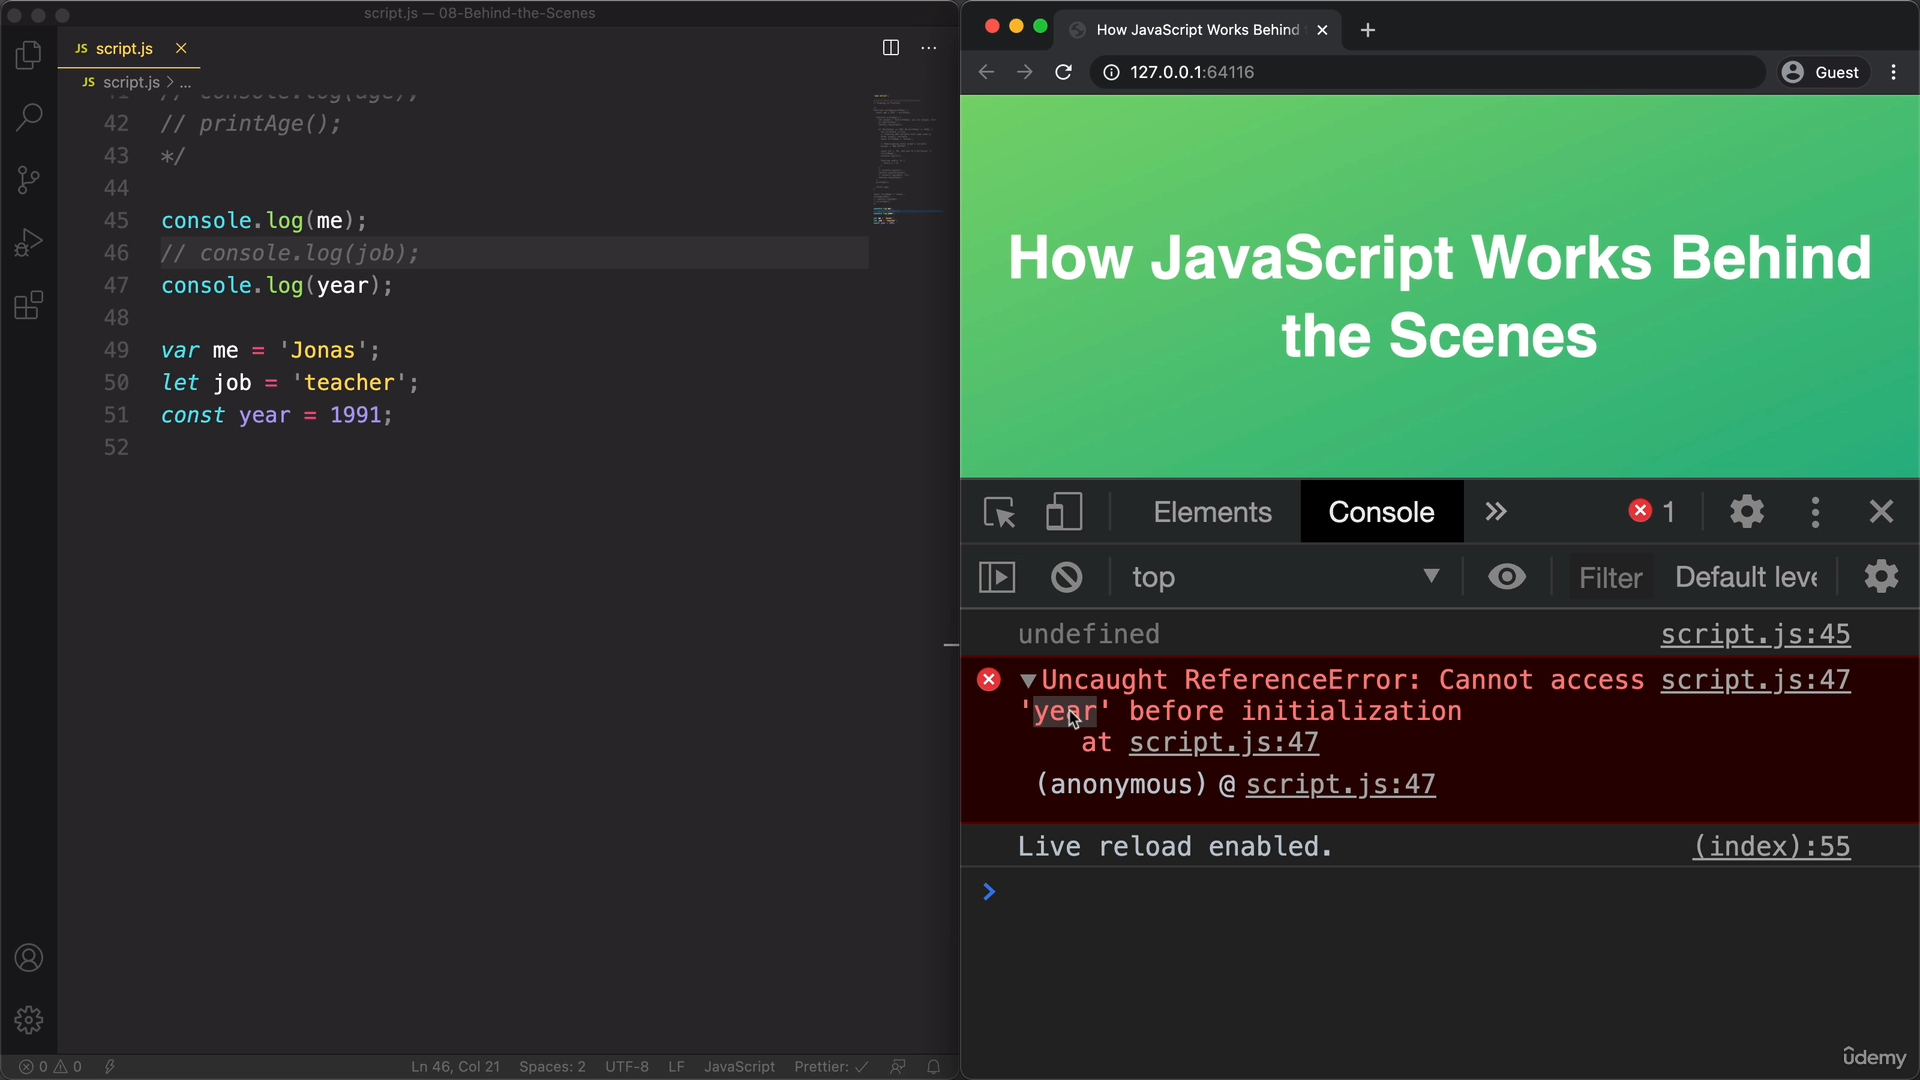 script.js — 08-Behind-the-Scenes
JS script.js
JS script.js > ...
41 // console.log(age);
42 // printAge();
43 */
44
45 console.log(me);
46 // console.log(job);
47 console.log(year);
48
49 var me = 'Jonas';
50 let job = 'teacher';
51 const year = 1991;
52
0 0
Ln 46, Col 21 Spaces: 2 UTF-8 LF JavaScript Prettier: ✓
How JavaScript Works Behind
127.0.0.1:64116
Guest
How JavaScript Works Behind
the Scenes
Elements Console » 1
top Filter Default leve
undefined script.js:45
Uncaught ReferenceError: Cannot access script.js:47
'year' before initialization
at script.js:47
(anonymous) @ script.js:47
Live reload enabled. (index):55
ûdemy